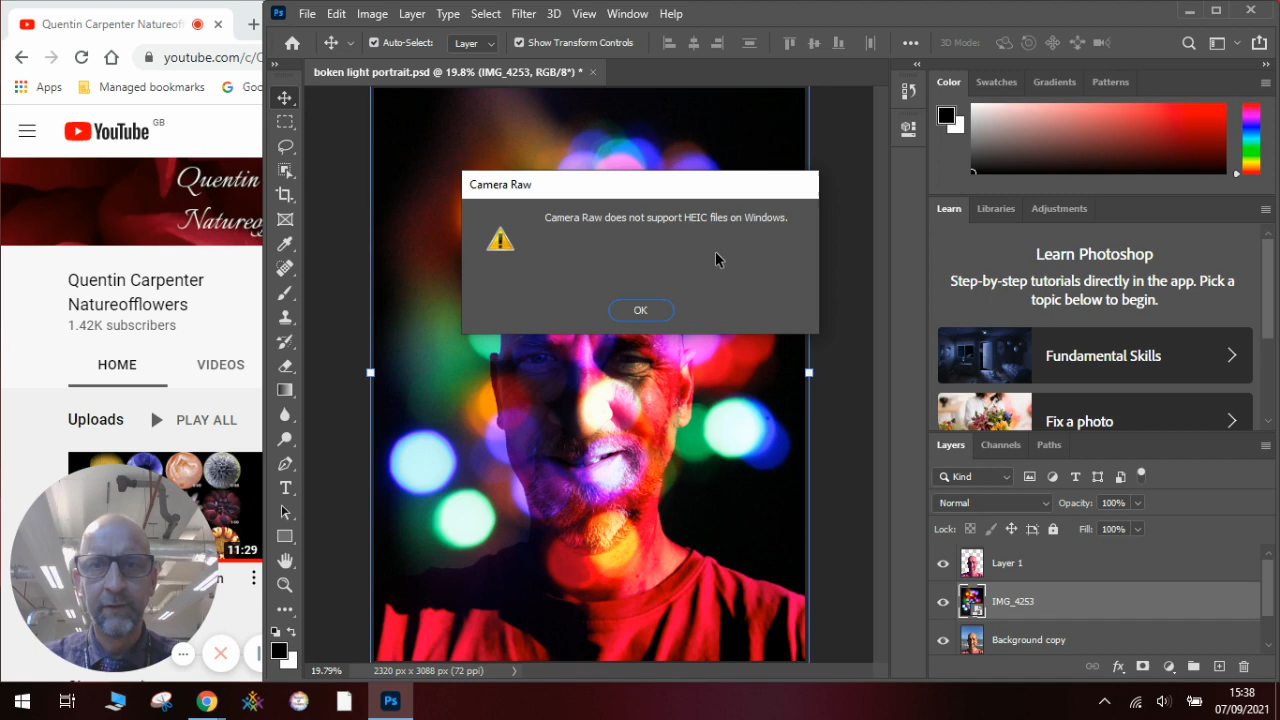 Quentin Carpenter Natureof
File Edit Image Layer Type Select Filter 3D View Window Help
youtube.com/c/
Auto-Select: Layer Show Transform Controls 3D Mode:
Apps Managed bookmarks
boken light portrait.psd @ 19.8% (IMG_4253, RGB/8*) *
Color Swatches Gradients Patterns
YouTube GB
Quentin
Natureof
Camera Raw
Camera Raw does not support HEIC files on Windows.
OK
Learn Libraries Adjustments
Learn Photoshop
Step-by-step tutorials directly in the app. Pick a
topic below to begin.
Fundamental Skills
Fix a photo
Quentin Carpenter
Natureofflowers
1.42K subscribers
HOME VIDEOS
Uploads PLAY ALL
11:29
Layers Channels Paths
Kind
Normal Opacity: 100%
Lock: Fill: 100%
Layer 1
IMG_4253
Background copy
19.79% 2320 px x 3088 px (72 ppi)
Ps
15:38
07/09/2021